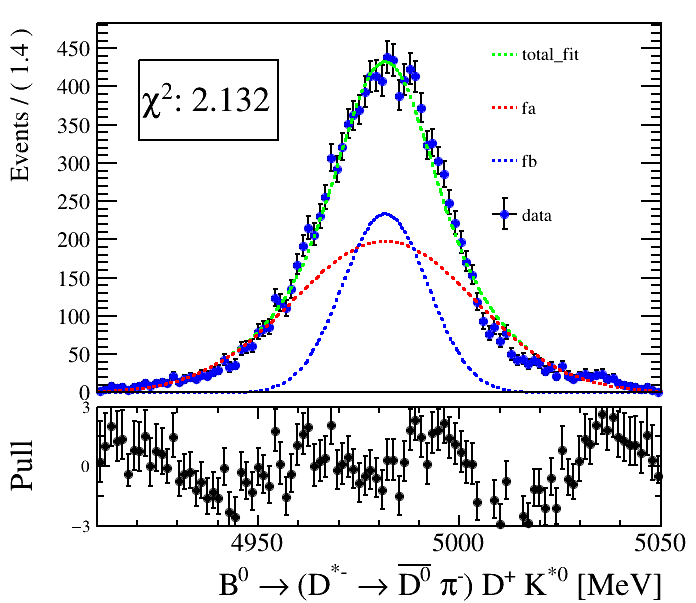 Events / ( 1.4 )
450
400
350
300
250
200
150
100
50
0
χ²: 2.132
total_fit
fa
fb
data
Pull
3
0
−3
4950
5000
5050
B⁰ → (D*⁻ → D̅⁰ π⁻) D⁺ K*⁰ [MeV]